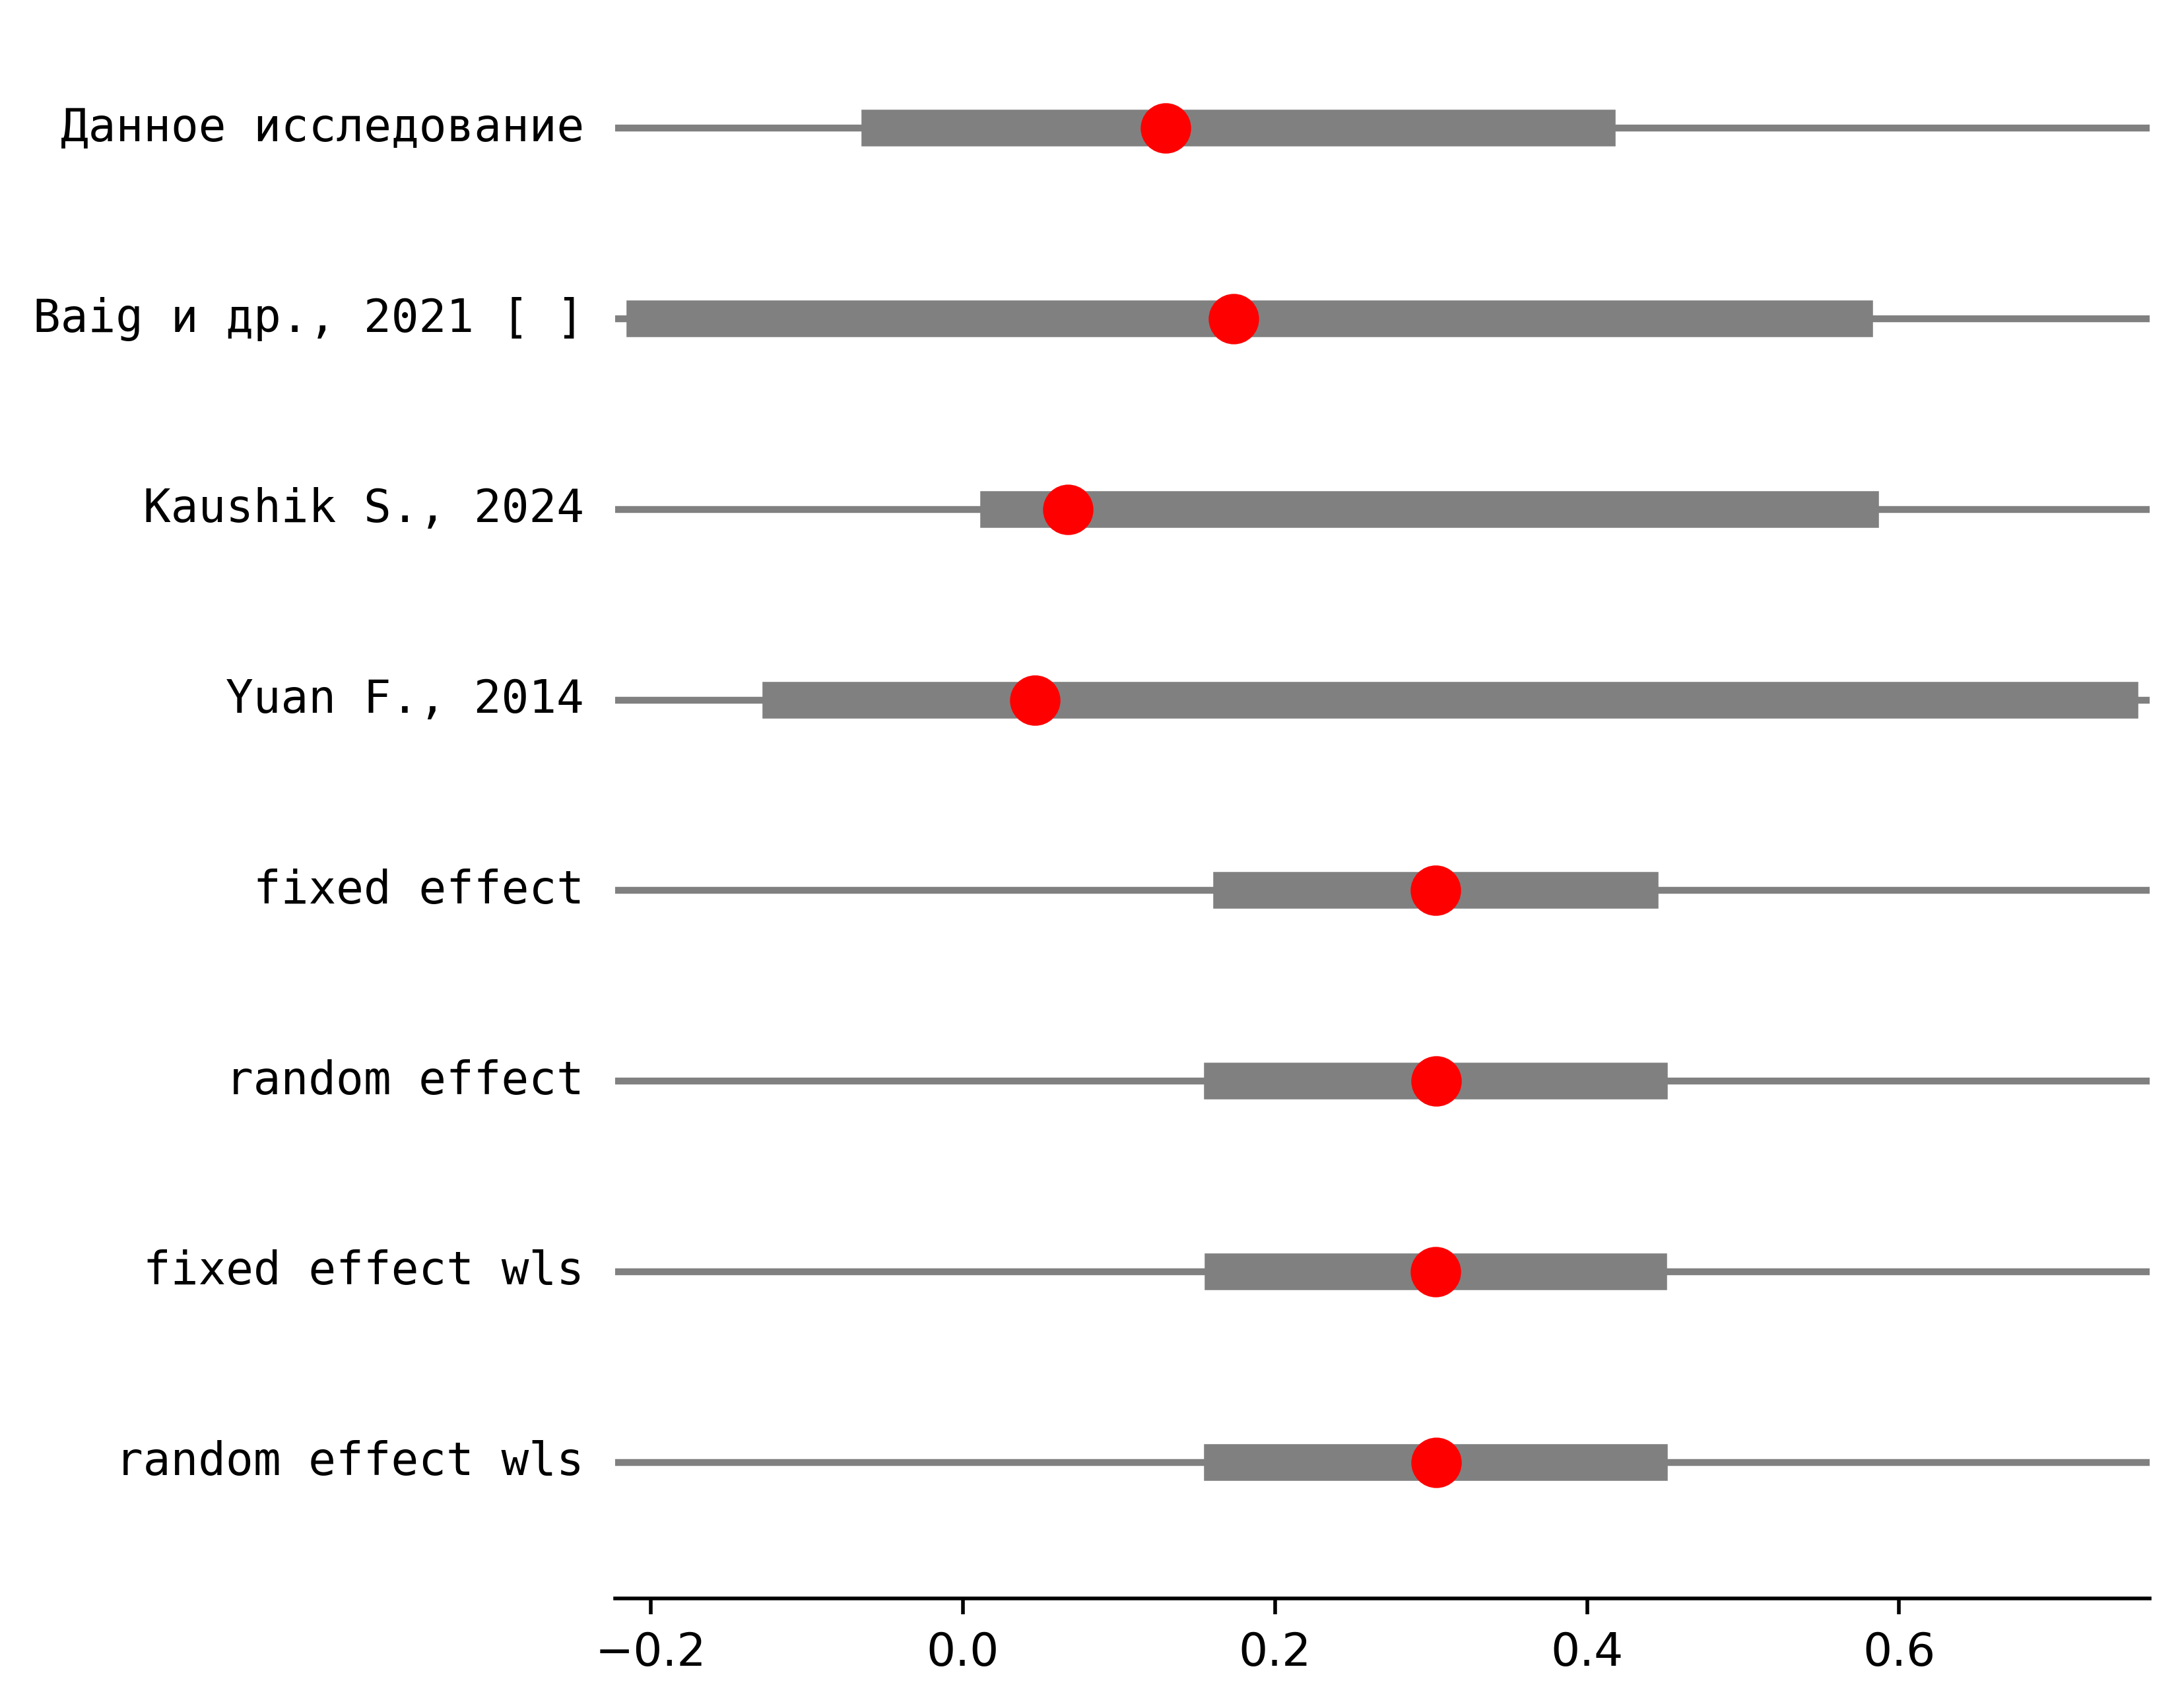 Данное исследование
Baig и др., 2021 [ ]
Kaushik S., 2024
Yuan F., 2014
fixed effect
random effect
fixed effect wls
random effect wls
−0.2 0.0 0.2 0.4 0.6